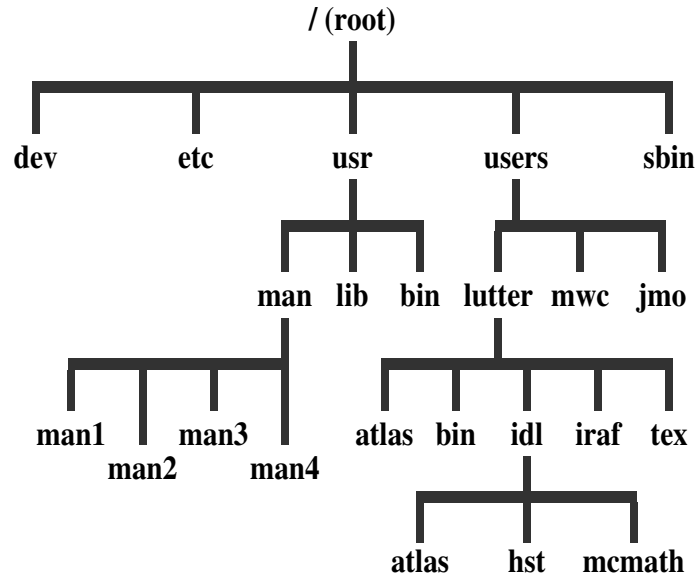 / (root)
dev etc usr users sbin
man lib bin lutter mwc jmo
man1 man3 atlas bin idl iraf tex
man2 man4
atlas hst mcmath